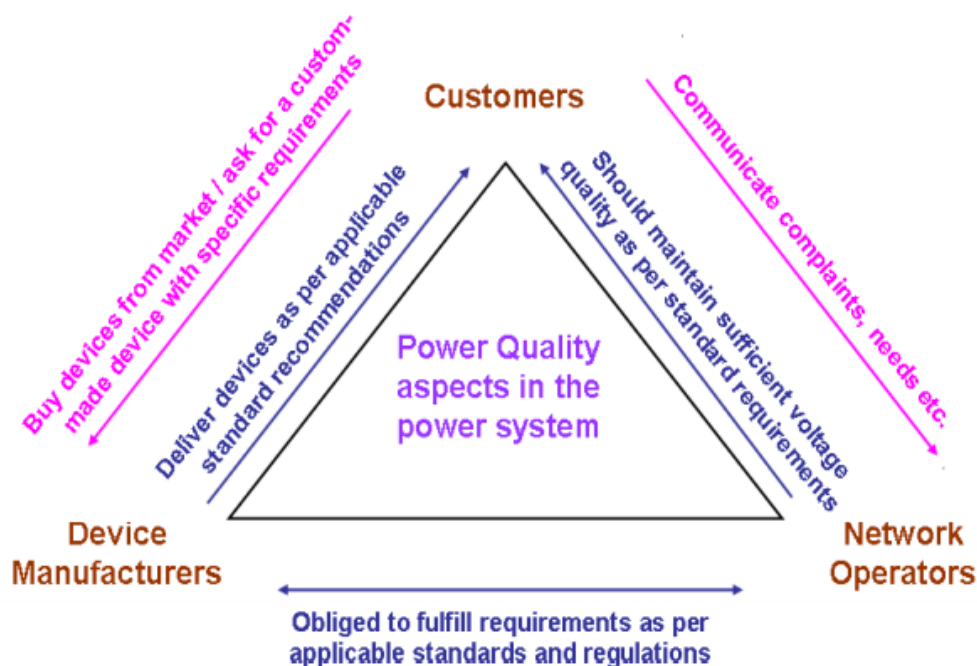 Customers
Buy devices from market / ask for a custom-
made device with specific requirements
Deliver devices as per applicable
standard recommendations
Should maintain sufficient voltage
quality as per standard requirements
Communicate complaints, needs etc.
Power Quality
aspects in the
power system
Device
Manufacturers
Network
Operators
Obliged to fulfill requirements as per
applicable standards and regulations